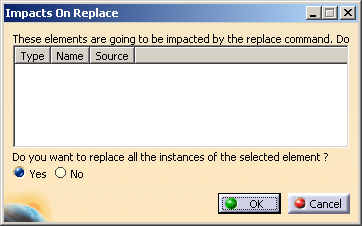 Impacts On Replace
These elements are going to be impacted by the replace command. Do
Type Name Source
Do you want to replace all the instances of the selected element ?
Yes No
OK Cancel